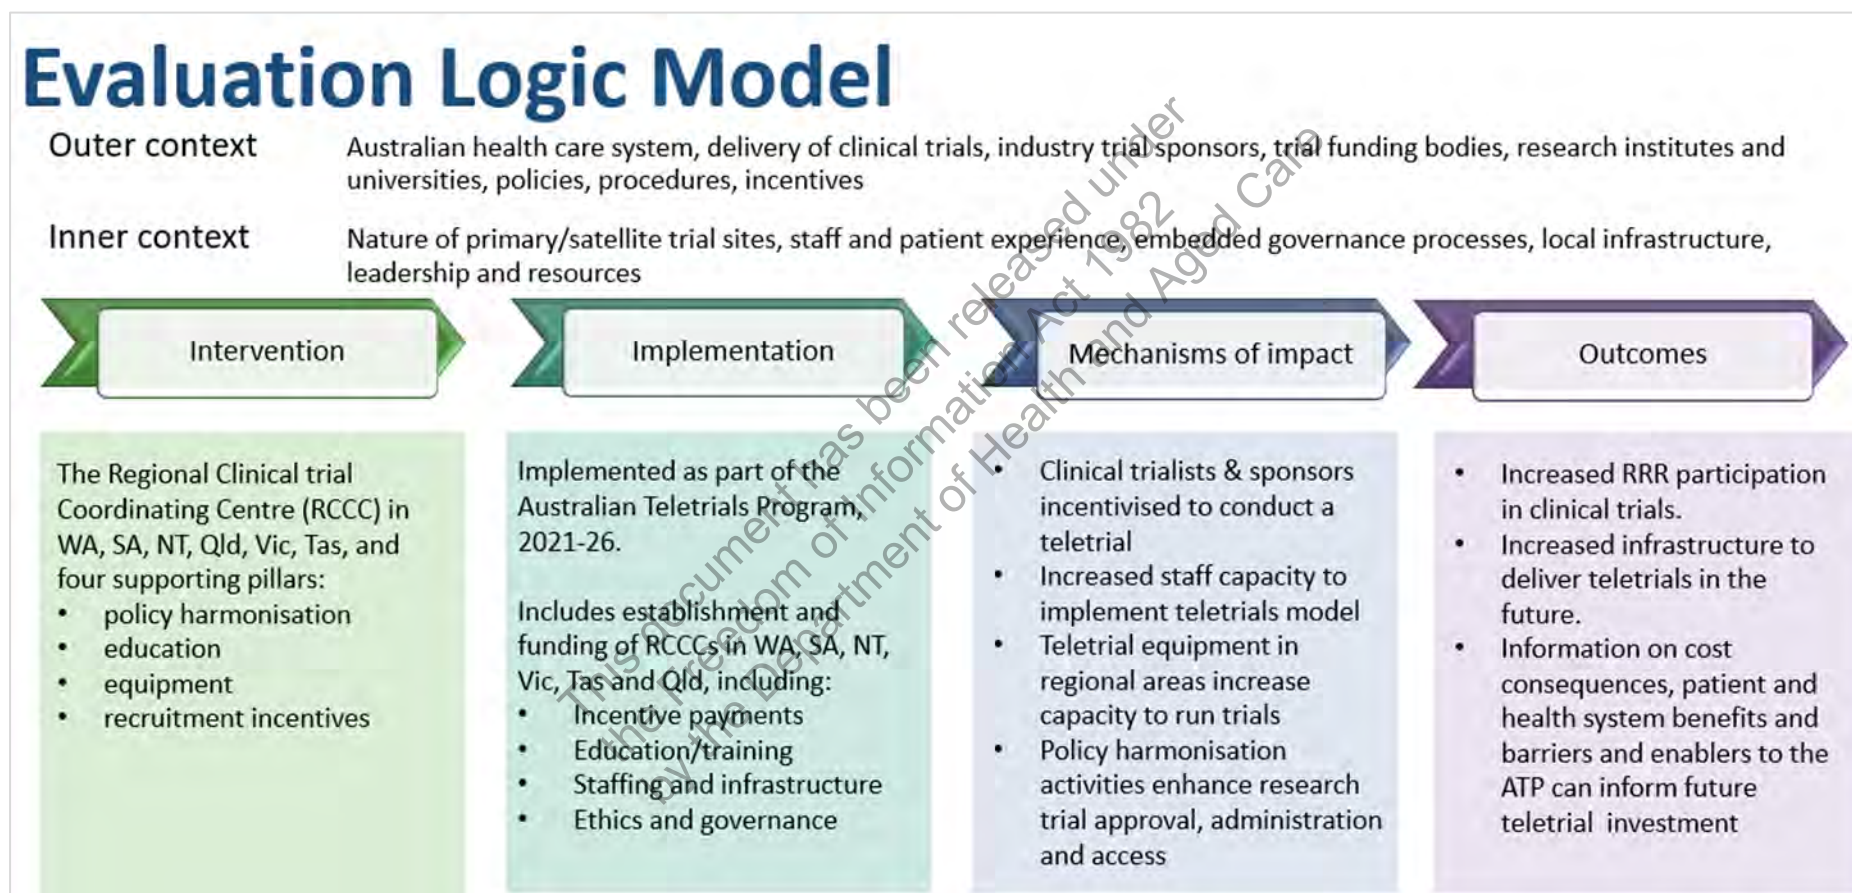 Evaluation Logic Model
Outer context
Australian health care system, delivery of clinical trials, industry trial sponsors, trial funding bodies, research institutes and
universities, policies, procedures, incentives
Inner context
Nature of primary/satellite trial sites, staff and patient experience, embedded governance processes, local infrastructure,
leadership and resources
Intervention
The Regional Clinical trial
Coordinating Centre (RCCC) in
WA, SA, NT, Qld, Vic, Tas, and
four supporting pillars:
• policy harmonisation
• education
• equipment
• recruitment incentives
Implementation
Implemented as part of the
Australian Teletrials Program,
2021-26.
Includes establishment and
funding of RCCCs in WA, SA, NT,
Vic, Tas and Qld, including:
• Incentive payments
• Education/training
• Staffing and infrastructure
• Ethics and governance
Mechanisms of impact
• Clinical trialists & sponsors
incentivised to conduct a
teletrial
• Increased staff capacity to
implement teletrials model
• Teletrial equipment in
regional areas increase
capacity to run trials
• Policy harmonisation
activities enhance research
trial approval, administration
and access
Outcomes
• Increased RRR participation
in clinical trials.
• Increased infrastructure to
deliver teletrials in the
future.
• Information on cost
consequences, patient and
health system benefits and
barriers and enablers to the
ATP can inform future
teletrial investment
This document has been released under
the Freedom of Information Act 1982
by the Department of Health and Aged Care